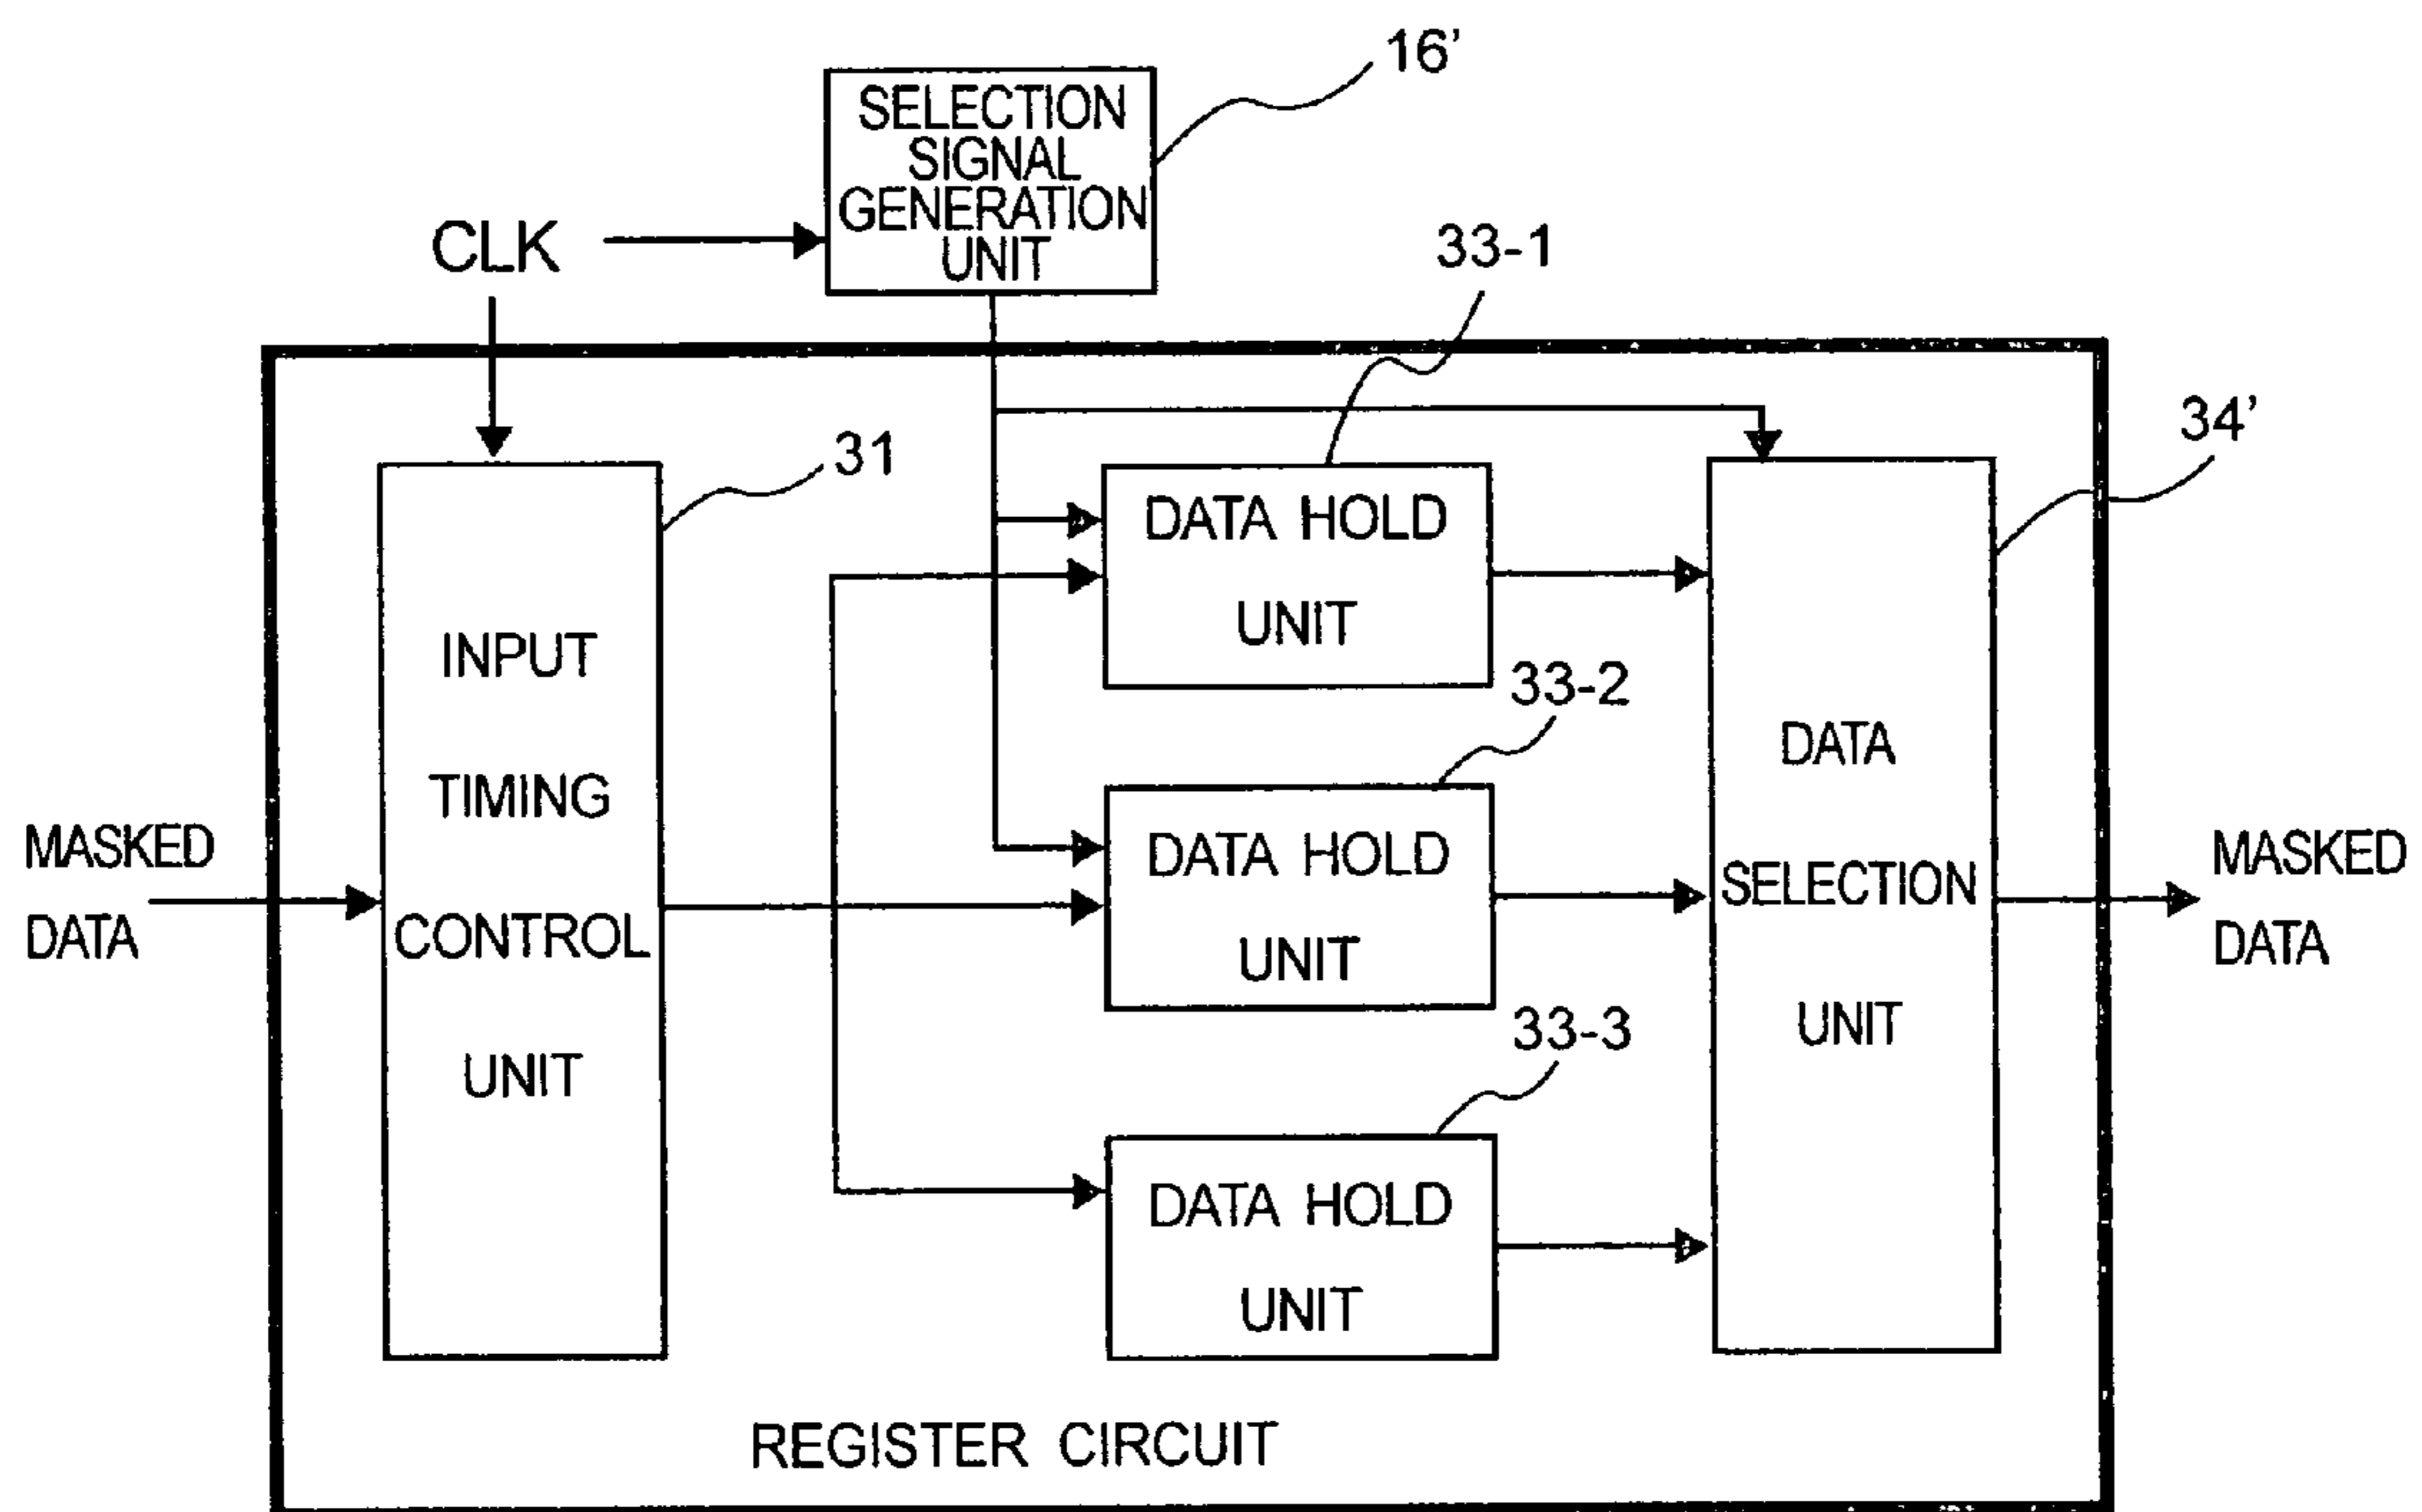 16’
SELECTION
SIGNAL
GENERATION
UNIT
CLK
33-1
34’
31
DATA HOLD
UNIT
INPUT
TIMING
CONTROL
UNIT
33-2
DATA HOLD
UNIT
DATA
SELECTION
UNIT
MASKED
DATA
MASKED
DATA
33-3
DATA HOLD
UNIT
REGISTER CIRCUIT